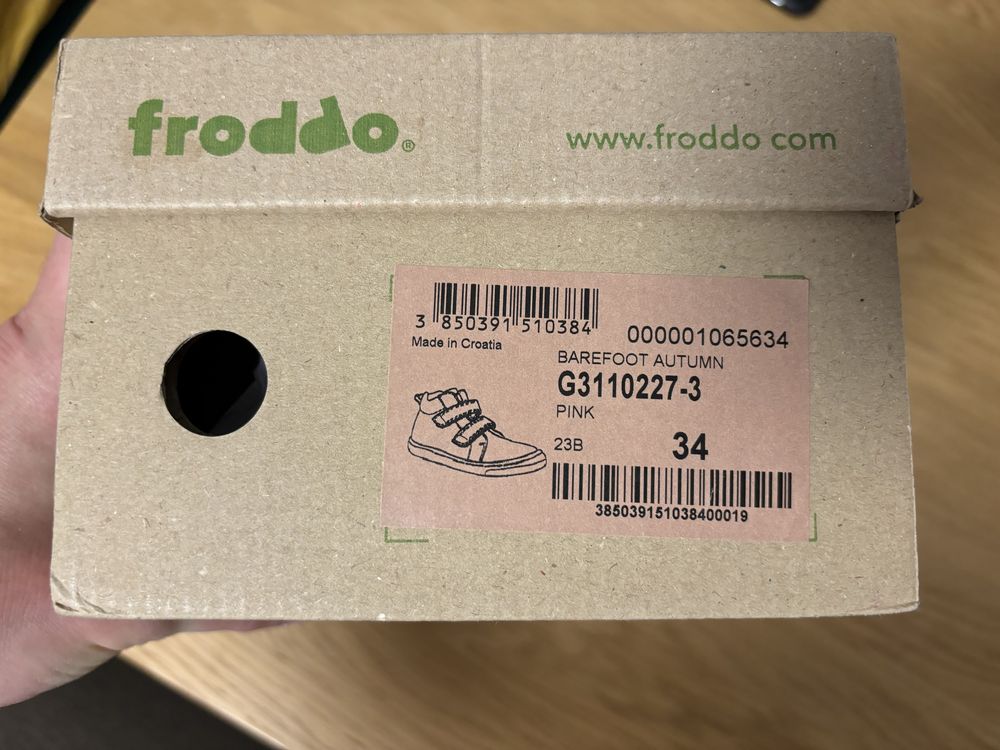 froddo®
www.froddo com
3 850391 510384
000001065634
Made in Croatia
BAREFOOT AUTUMN
G3110227-3
PINK
23B
34
385039151038400019